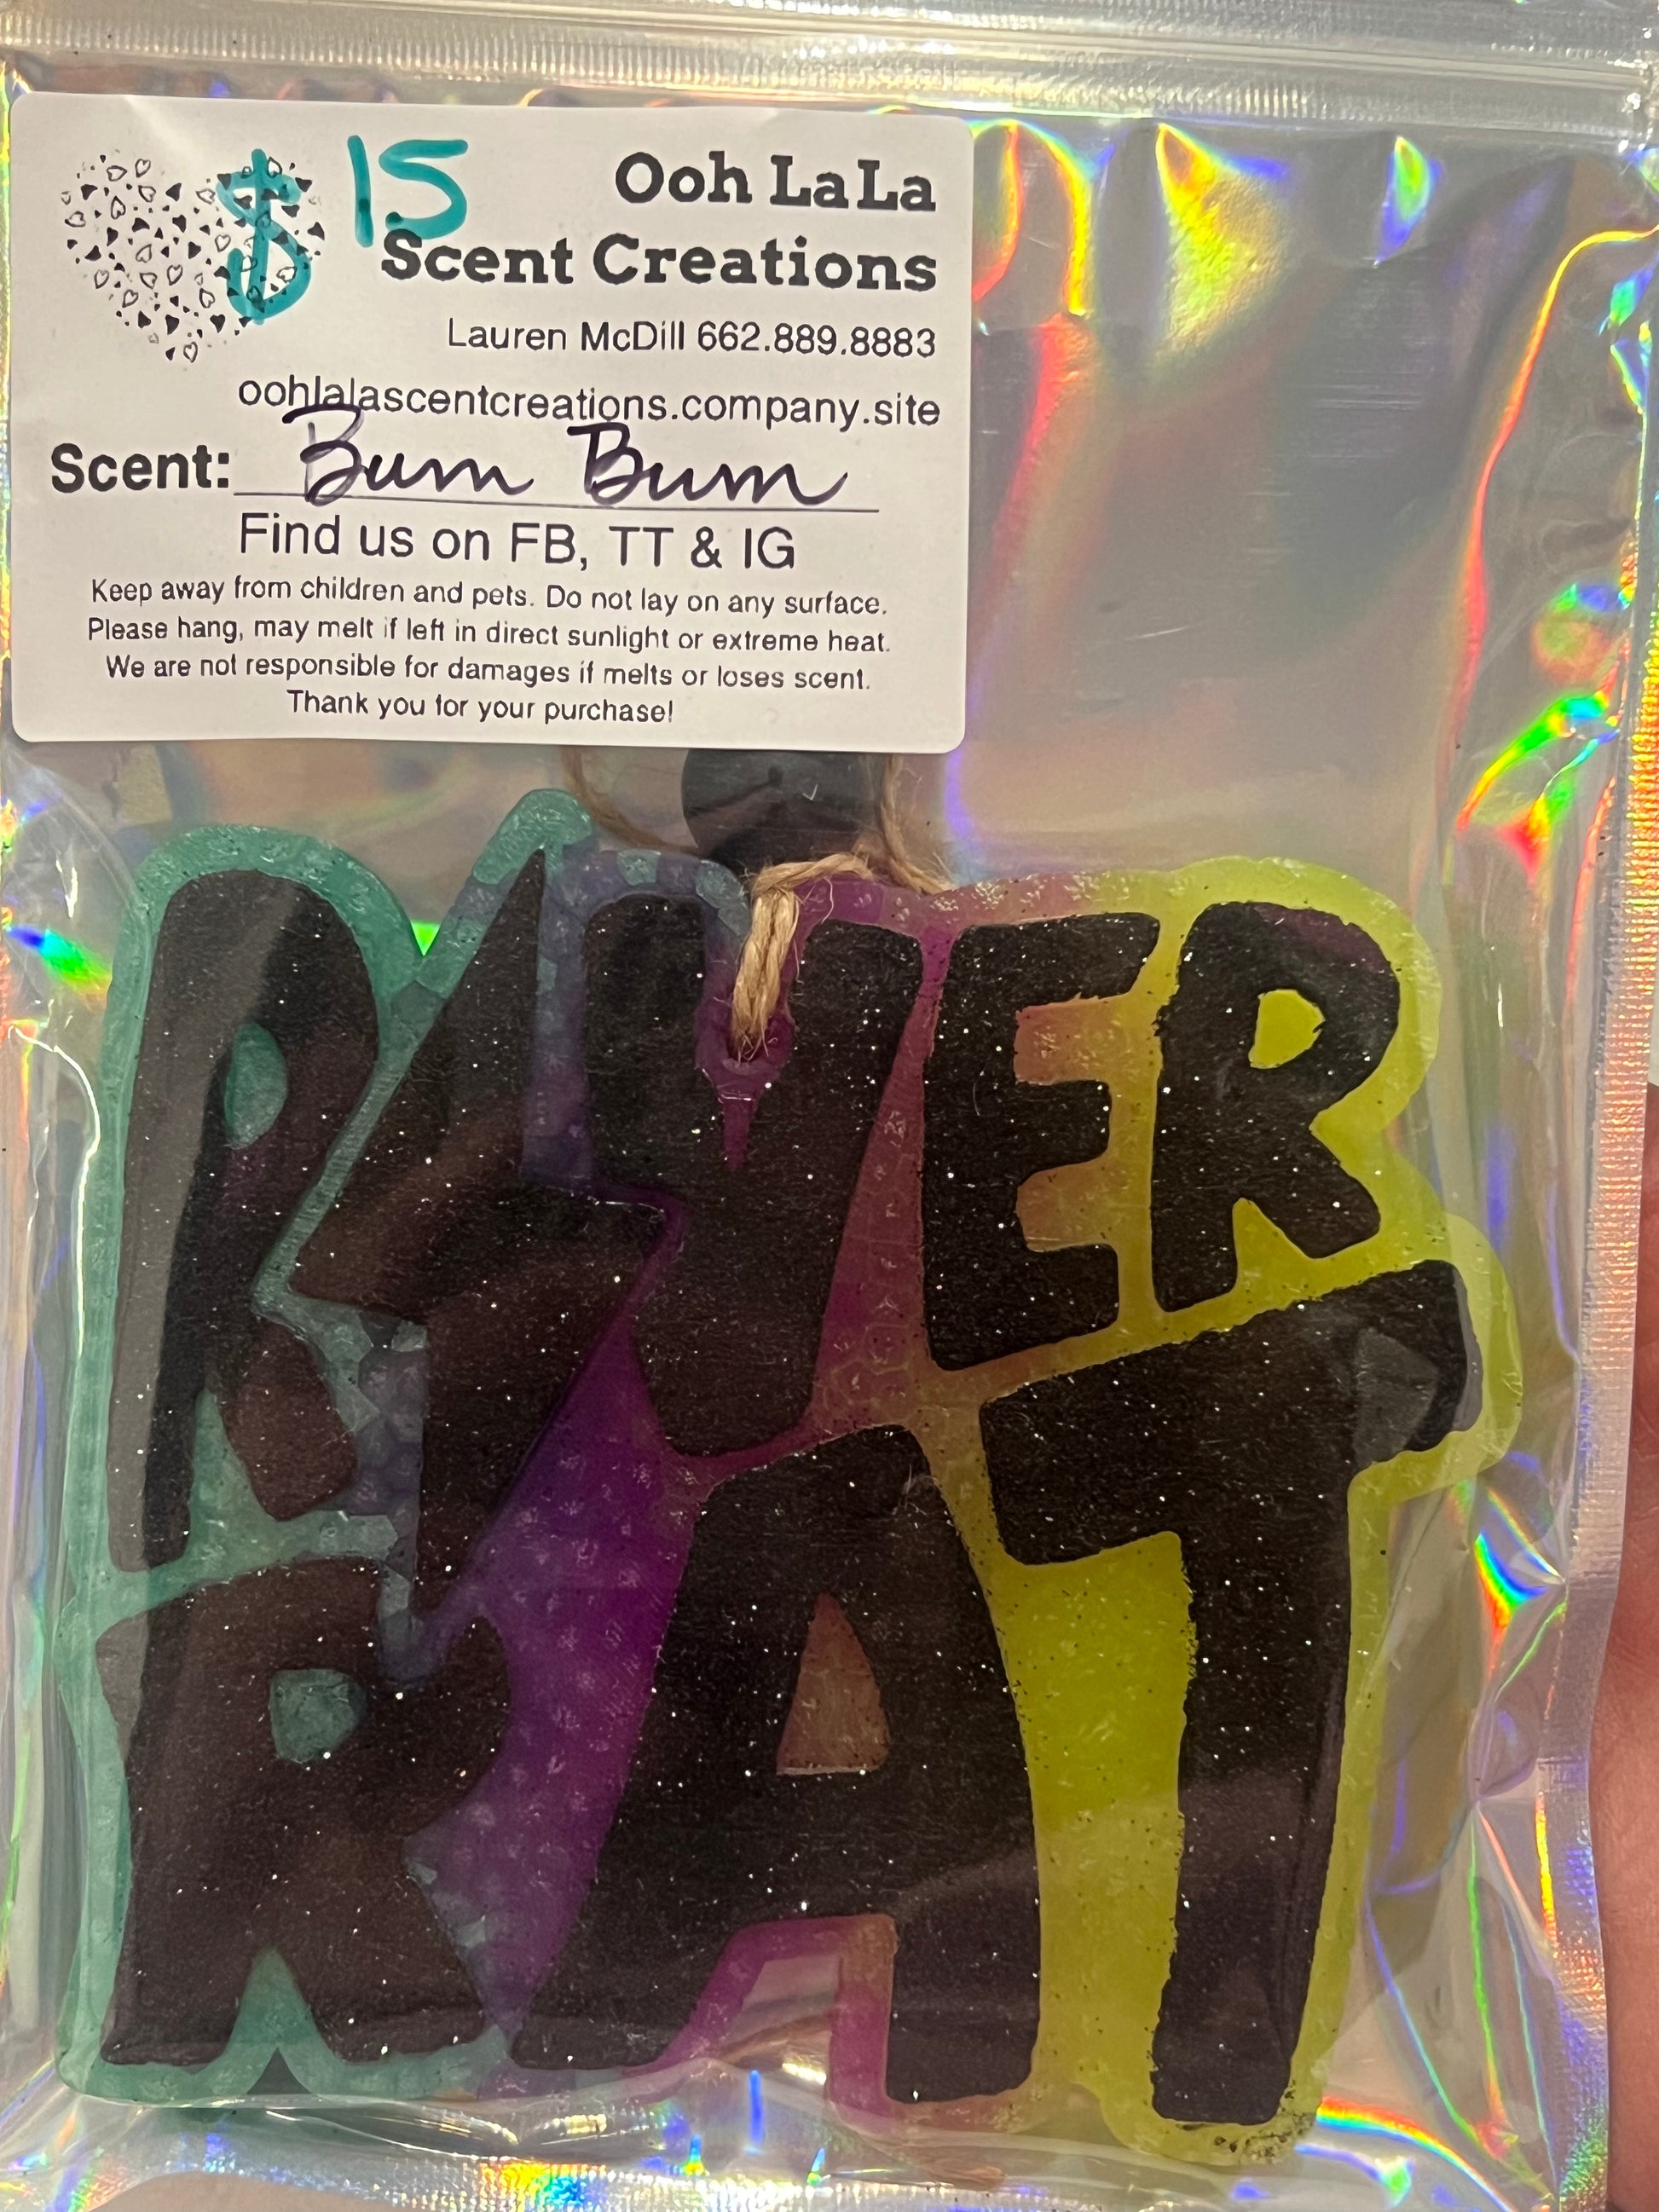 $15
Ooh LaLa
Scent Creations
Lauren McDill 662.889.8883
oohlalascentcreations.company.site
Scent: Bum Bum
Find us on FB, TT & IG
Keep away from children and pets. Do not lay on any surface.
Please hang, may melt if left in direct sunlight or extreme heat.
We are not responsible for damages if melts or loses scent.
Thank you for your purchase!
RIVER
RAT